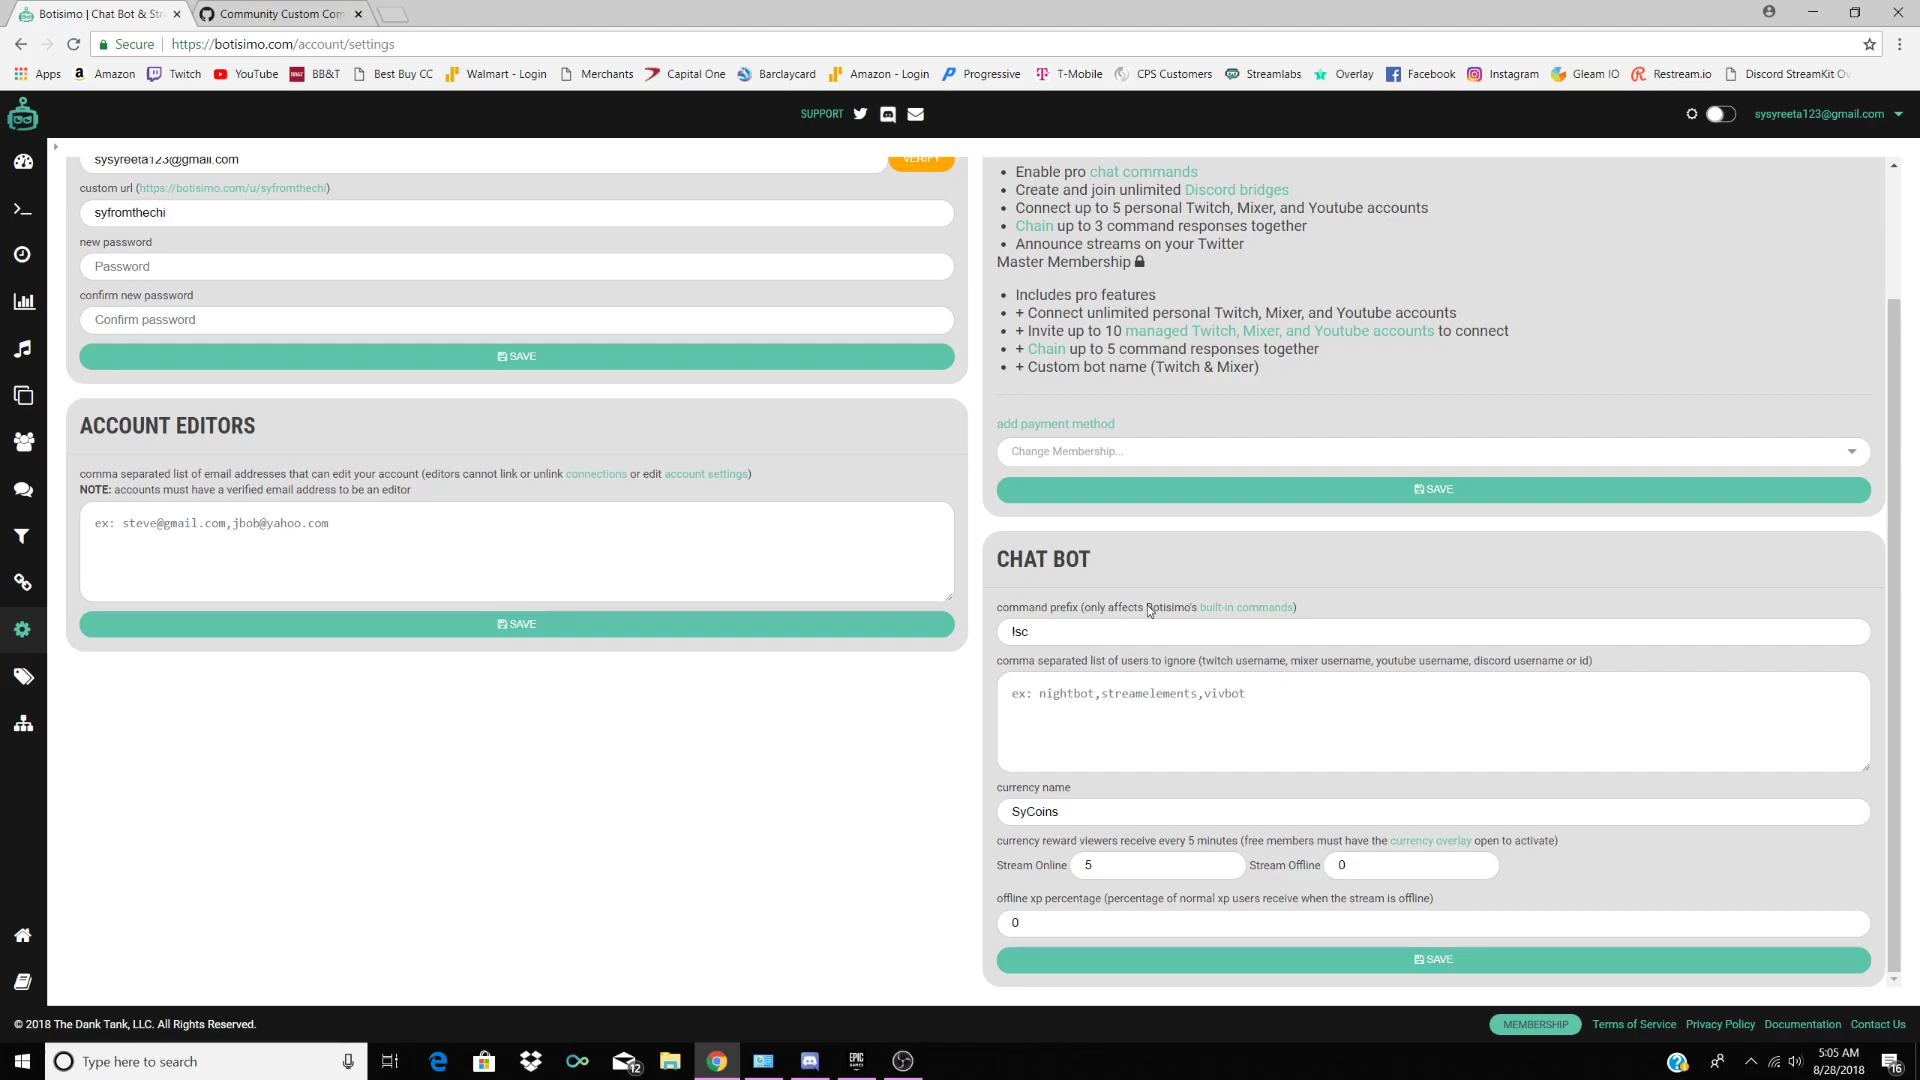 Botisimo | Chat Bot & Str
Community Custom Com
Secure
https://botisimo.com/account/settings
Apps
Amazon
Twitch
YouTube
BB&T
Best Buy CC
Walmart - Login
Merchants
Capital One
Barclaycard
Amazon - Login
Progressive
T-Mobile
CPS Customers
Streamlabs
Overlay
Facebook
Instagram
Gleam IO
Restream.io
Discord StreamKit Ov
SUPPORT
sysyreeta123@gmail.com
sysyreeta123@gmail.com
VERIFY
custom url (https://botisimo.com/u/syfromthechi)
syfromthechi
new password
Password
confirm new password
Confirm password
SAVE
ACCOUNT EDITORS
comma separated list of email addresses that can edit your account (editors cannot link or unlink connections or edit account settings)
NOTE: accounts must have a verified email address to be an editor
ex: steve@gmail.com,jbob@yahoo.com
SAVE
Enable pro chat commands
Create and join unlimited Discord bridges
Connect up to 5 personal Twitch, Mixer, and Youtube accounts
Chain up to 3 command responses together
Announce streams on your Twitter
Master Membership
Includes pro features
+ Connect unlimited personal Twitch, Mixer, and Youtube accounts
+ Invite up to 10 managed Twitch, Mixer, and Youtube accounts to connect
+ Chain up to 5 command responses together
+ Custom bot name (Twitch & Mixer)
add payment method
Change Membership...
SAVE
CHAT BOT
command prefix (only affects Botisimo's built-in commands)
!sc
comma separated list of users to ignore (twitch username, mixer username, youtube username, discord username or id)
ex: nightbot,streamelements,vivbot
currency name
SyCoins
currency reward viewers receive every 5 minutes (free members must have the currency overlay open to activate)
Stream Online 5 Stream Offline 0
offline xp percentage (percentage of normal xp users receive when the stream is offline)
0
SAVE
© 2018 The Dank Tank, LLC. All Rights Reserved.
MEMBERSHIP
Terms of Service
Privacy Policy
Documentation
Contact Us
Type here to search
12
EPIC GAMES
5:05 AM
8/28/2018
16